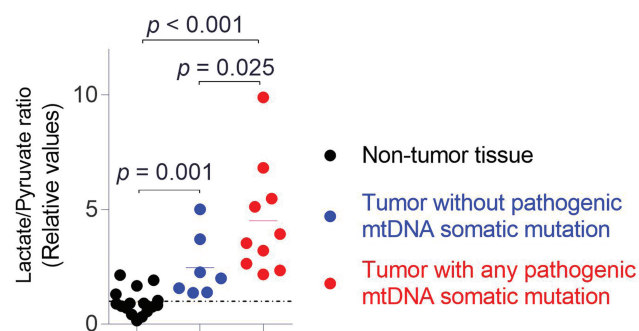 p < 0.001
p = 0.025
p = 0.001
10
5
0
Lactate/Pyruvate ratio
(Relative values)
Non-tumor tissue
Tumor without pathogenic
mtDNA somatic mutation
Tumor with any pathogenic
mtDNA somatic mutation